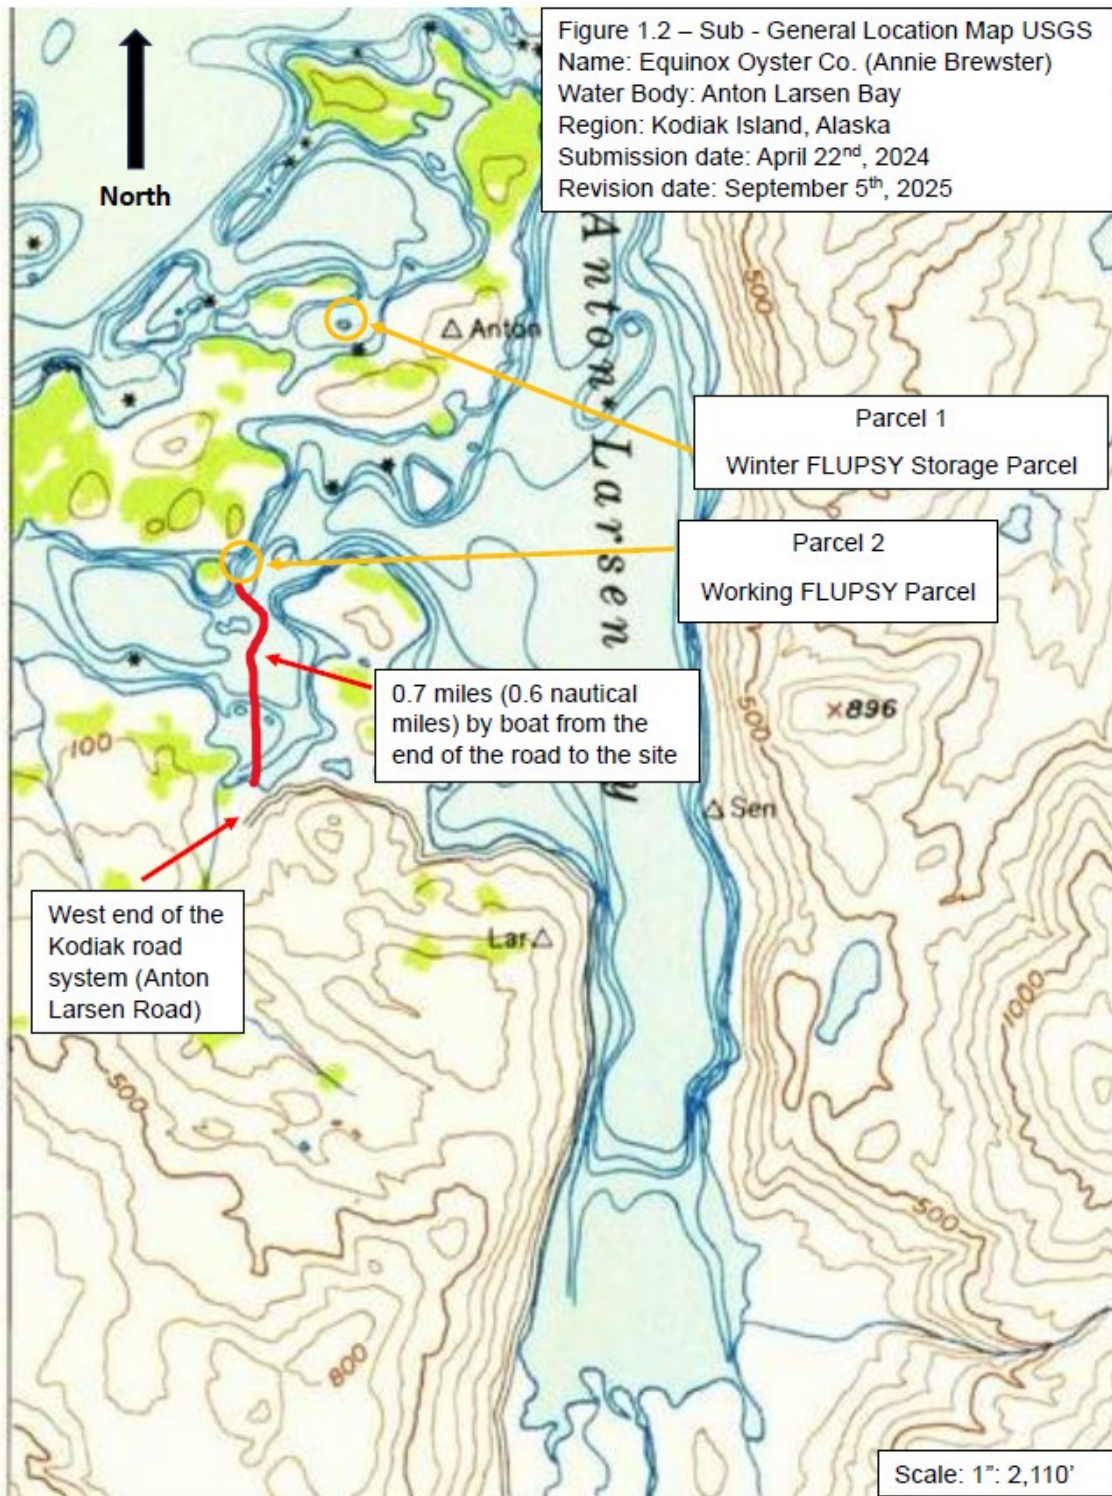 Figure 1.2 – Sub - General Location Map USGS
Name: Equinox Oyster Co. (Annie Brewster)
Water Body: Anton Larsen Bay
Region: Kodiak Island, Alaska
Submission date: April 22nd, 2024
Revision date: September 5th, 2025
North
Anton Larsen
500
Anton
Parcel 1
Winter FLUPSY Storage Parcel
Parcel 2
Working FLUPSY Parcel
0.7 miles (0.6 nautical
miles) by boat from the
end of the road to the site
500
×896
100
y
Sen
West end of the
Kodiak road
system (Anton
Larsen Road)
Lar
1000
500
500
800
Scale: 1”: 2,110’